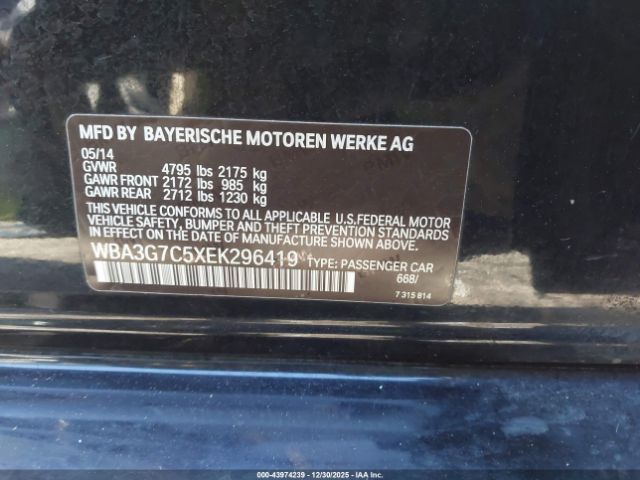 MFD BY BAYERISCHE MOTOREN WERKE AG
05/14
GVWR 4795 lbs 2175 kg
GAWR FRONT 2172 lbs 985 kg
GAWR REAR 2712 lbs 1230 kg
THIS VEHICLE CONFORMS TO ALL APPLICABLE U.S.FEDERAL MOTOR
VEHICLE SAFETY, BUMPER AND THEFT PREVENTION STANDARDS
IN EFFECT ON THE DATE OF MANUFACTURE SHOWN ABOVE.
WBA3G7C5XEK296419 TYPE: PASSENGER CAR
668/
7 315 814
000-43974239 - 12/30/2025 - IAA Inc.